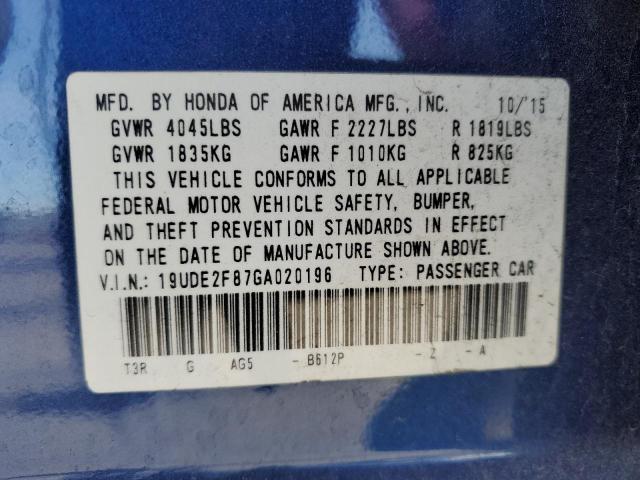 MFD. BY HONDA OF AMERICA MFG., INC. 10/'15
GVWR 4045LBS GAWR F 2227LBS R 1819LBS
GVWR 1835KG GAWR F 1010KG R 825KG
THIS VEHICLE CONFORMS TO ALL APPLICABLE
FEDERAL MOTOR VEHICLE SAFETY, BUMPER,
AND THEFT PREVENTION STANDARDS IN EFFECT
ON THE DATE OF MANUFACTURE SHOWN ABOVE.
V.I.N.: 19UDE2F87GA020196 TYPE: PASSENGER CAR
T3R G AG5 - B612P - Z - A